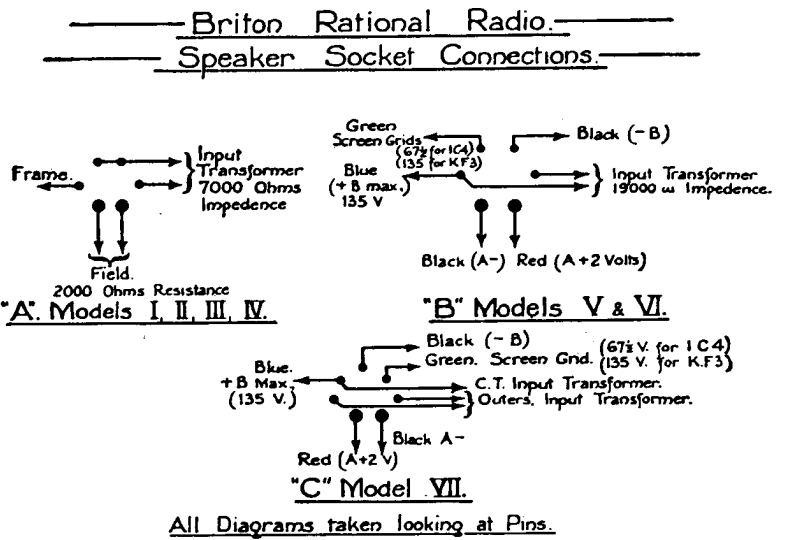 Briton Rational Radio.
Speaker Socket Connections.
Frame.
Input
Transformer
7000 Ohms
Impedence
Field.
2000 Ohms Resistance
"A". Models I, II, III, IV.
Green
Screen Grids
(67½ for 1C4)
(135 for KF3)
Black (-B)
Blue
(+B max.)
135 V
Input Transformer
19000 ω Impedence.
Black (A-) Red (A+2 Volts)
"B" Models V & VI.
Black (-B)
Green. Screen Grid. (67½ V. for 1C4)
(135 V. for K.F3)
Blue.
+B Max.
(135 V.)
C.T. Input Transformer.
Outers. Input Transformer.
Black A-
Red (A+2 V)
"C" Model VII.
All Diagrams taken looking at Pins.